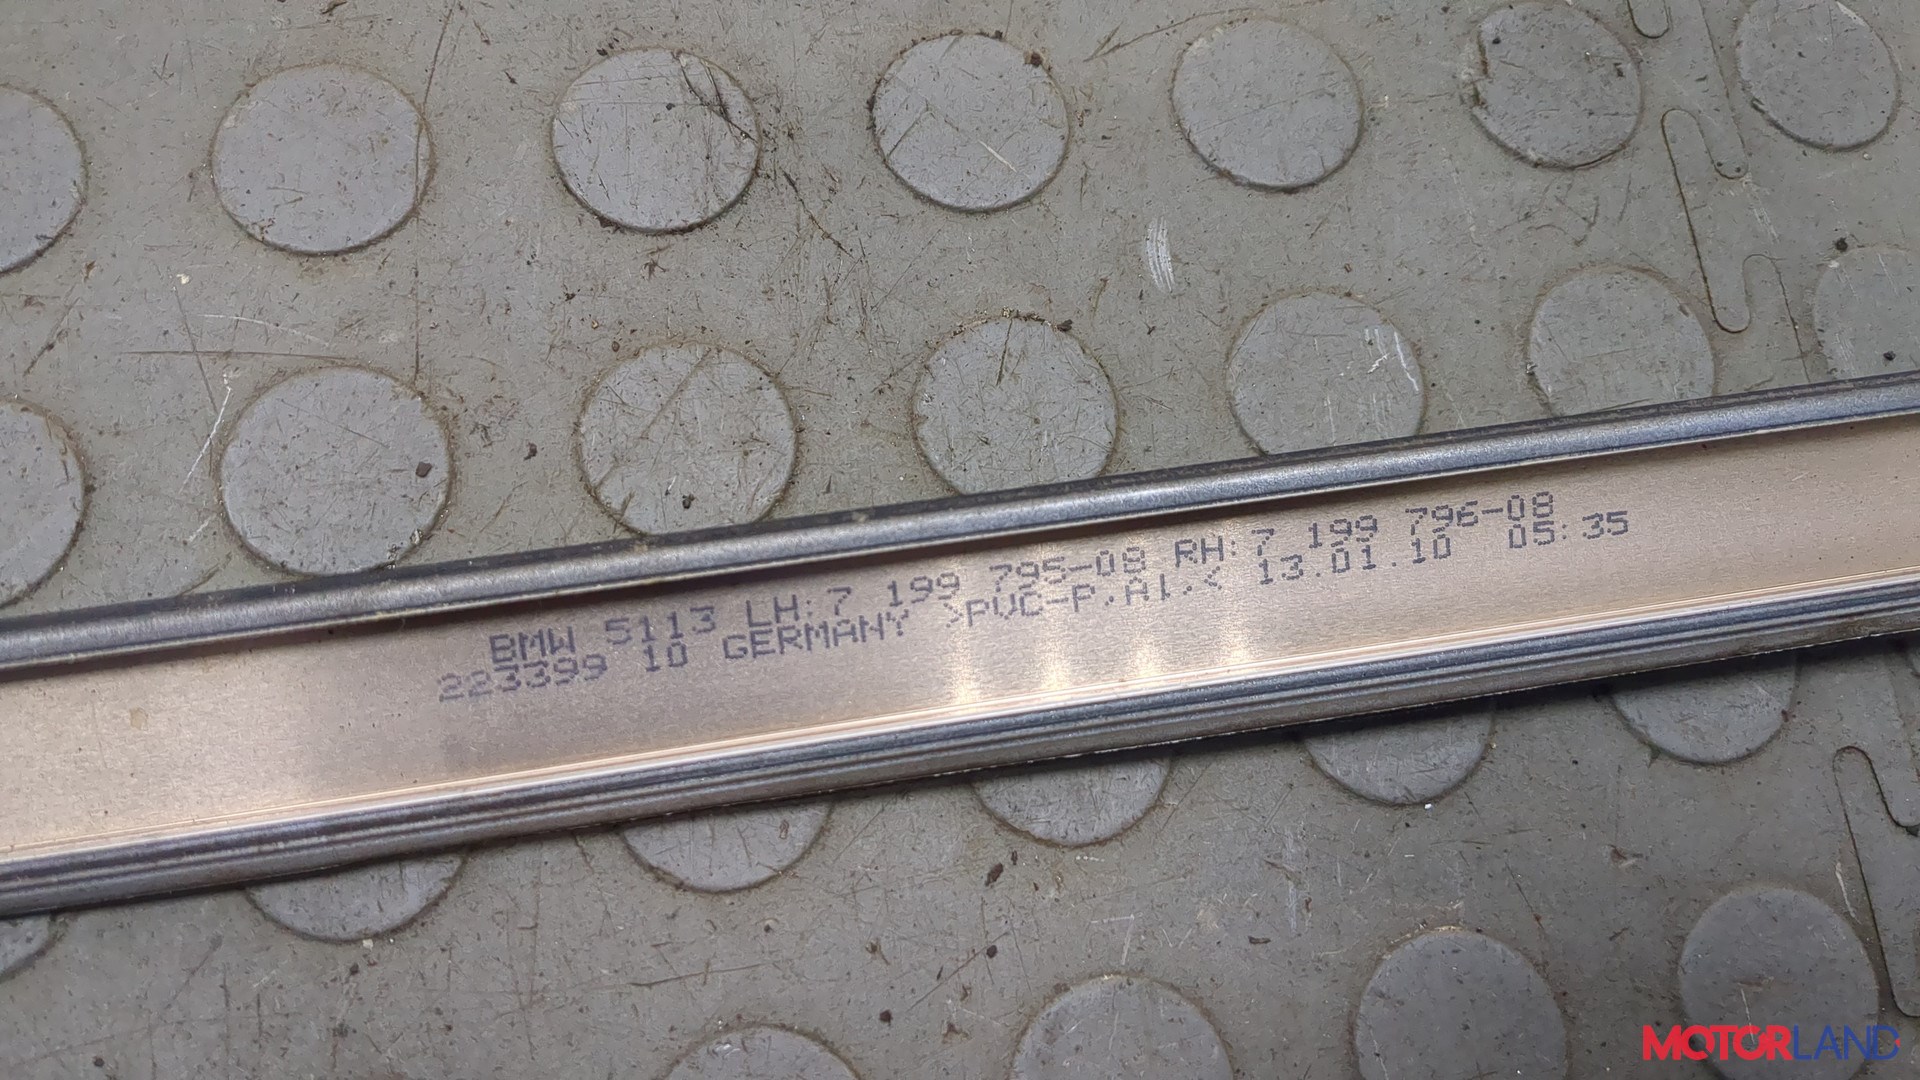 BMW 5113 LH:7 199 795-08 RH:7 199 796-08
223399 10 GERMANY >PVC-P.Al.< 13.01.10 05:35
MOTORLAND